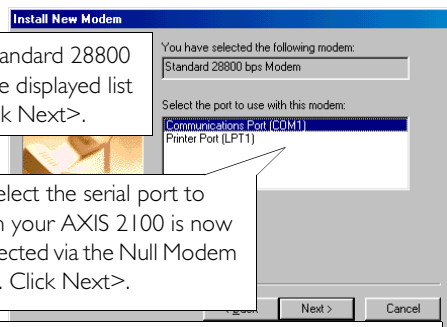 Install New Modem
andard 28800
e displayed list
k Next>.
You have selected the following modem:
Standard 28800 bps Modem
Select the port to use with this modem:
Communications Port (COM1)
Printer Port (LPT1)
elect the serial port to
your AXIS 2100 is now
ected via the Null Modem
. Click Next>.
Next >
Cancel